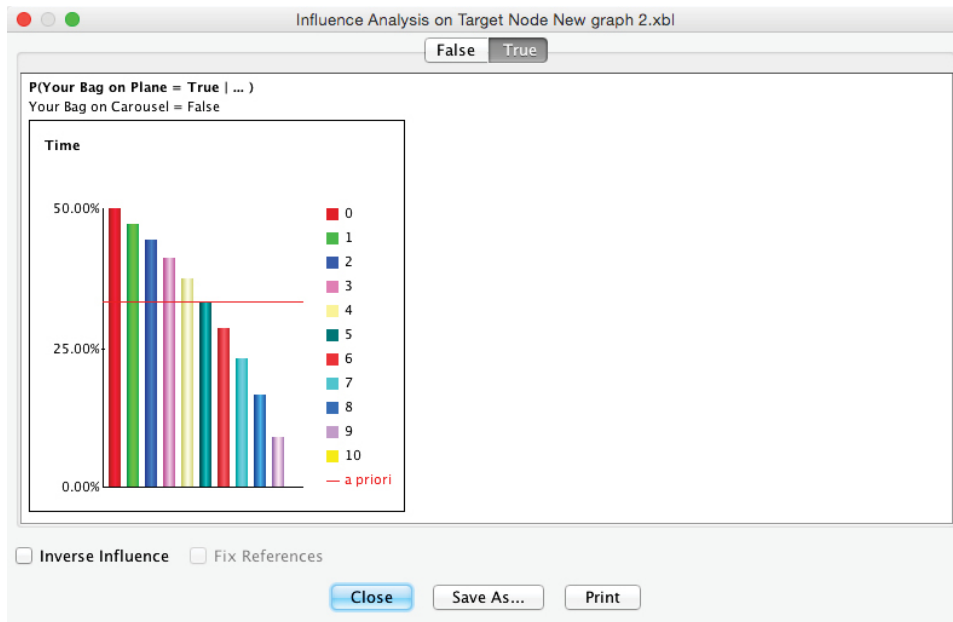 Influence Analysis on Target Node New graph 2.xbl
False True
P(Your Bag on Plane = True | ... )
Your Bag on Carousel = False
Time
50.00%
25.00%
0.00%
0
1
2
3
4
5
6
7
8
9
10
— a priori
Inverse Influence Fix References
Close Save As... Print